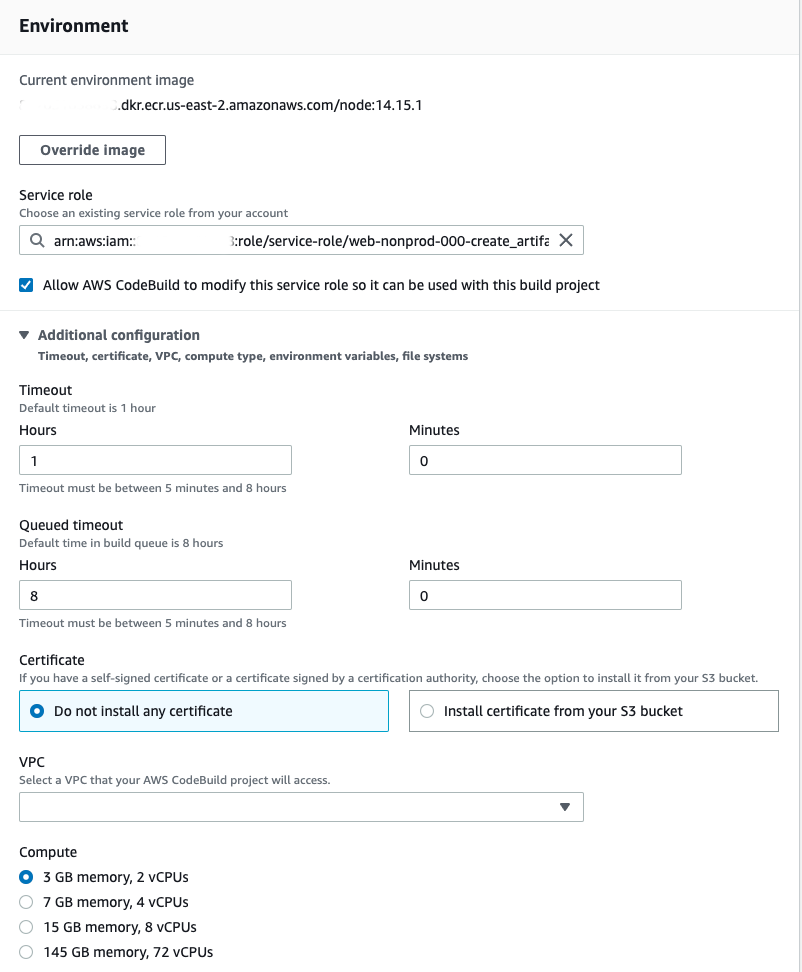 Environment
Current environment image
.dkr.ecr.us-east-2.amazonaws.com/node:14.15.1
Override image
Service role
Choose an existing service role from your account
arn:aws:iam:: :role/service-role/web-nonprod-000-create_artifa
Allow AWS CodeBuild to modify this service role so it can be used with this build project
Additional configuration
Timeout, certificate, VPC, compute type, environment variables, file systems
Timeout
Default timeout is 1 hour
Hours Minutes
1 0
Timeout must be between 5 minutes and 8 hours
Queued timeout
Default time in build queue is 8 hours
Hours Minutes
8 0
Timeout must be between 5 minutes and 8 hours
Certificate
If you have a self-signed certificate or a certificate signed by a certification authority, choose the option to install it from your S3 bucket.
Do not install any certificate Install certificate from your S3 bucket
VPC
Select a VPC that your AWS CodeBuild project will access.
Compute
3 GB memory, 2 vCPUs
7 GB memory, 4 vCPUs
15 GB memory, 8 vCPUs
145 GB memory, 72 vCPUs